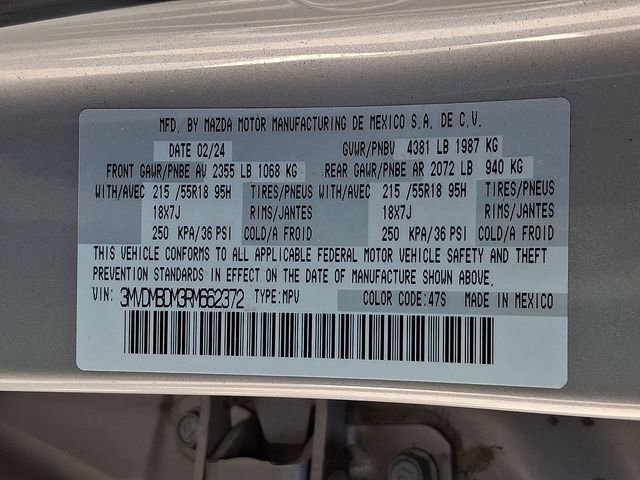 MFD. BY MAZDA MOTOR MANUFACTURING DE MEXICO S.A. DE C.V.
DATE 02/24 GVWR/PNBV 4381 LB 1987 KG
FRONT GAWR/PNBE AV 2355 LB 1068 KG REAR GAWR/PNBE AR 2072 LB 940 KG
WITH/AVEC 215 /55R18 95H TIRES/PNEUS WITH/AVEC 215 /55R18 95H TIRES/PNEUS
18X7J RIMS/JANTES 18X7J RIMS/JANTES
250 KPA/36 PSI COLD/A FROID 250 KPA/36 PSI COLD/A FROID
THIS VEHICLE CONFORMS TO ALL APPLICABLE FEDERAL MOTOR VEHICLE SAFETY AND THEFT
PREVENTION STANDARDS IN EFFECT ON THE DATE OF MANUFACTURE SHOWN ABOVE.
VIN: 3MVDMBDM3RM662372 TYPE:MPV COLOR CODE:47S MADE IN MEXICO